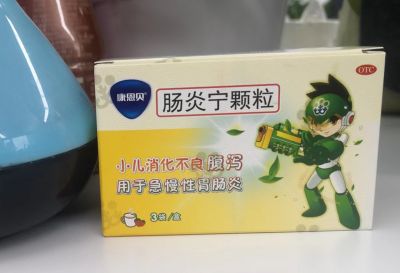 康恩贝
肠炎宁颗粒
OTC
小儿消化不良腹泻
用于急慢性胃肠炎
3袋/盒